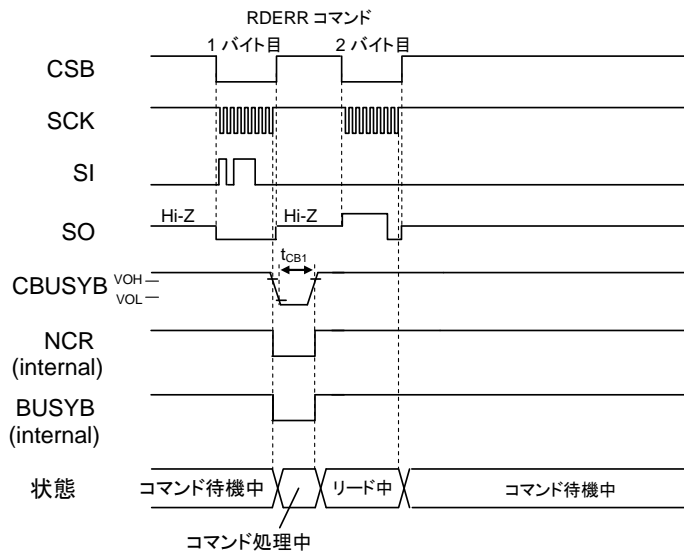 RDERR コマンド
1 バイト目
2 バイト目
CSB
SCK
SI
SO
Hi-Z
Hi-Z
tCB1
CBUSYB
VOH
VOL
NCR
(internal)
BUSYB
(internal)
状態
コマンド待機中
リード中
コマンド待機中
コマンド処理中